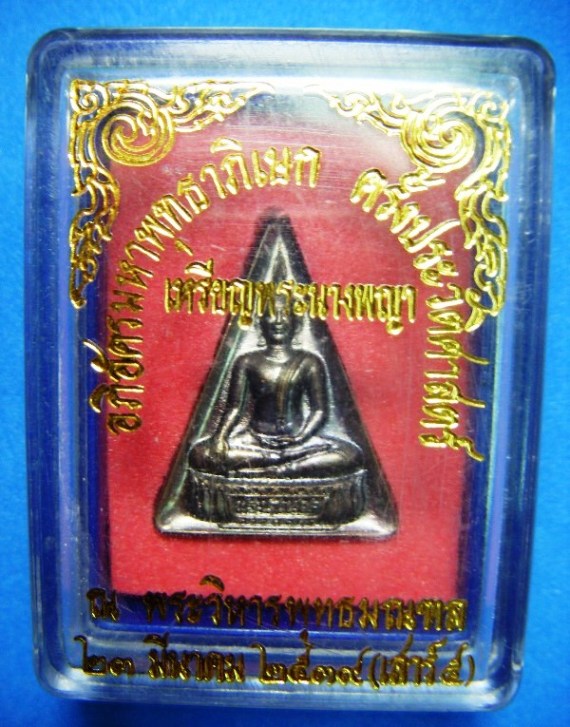 อภิอัครมหาพุทธาภิเษก ครั้งประวัติศาสตร์
เหรียญพระนางพญา
ณ พระวิหารพุทธมณฑล
๒๓ มีนาคม ๒๕๓๙ (เสาร์ ๕)